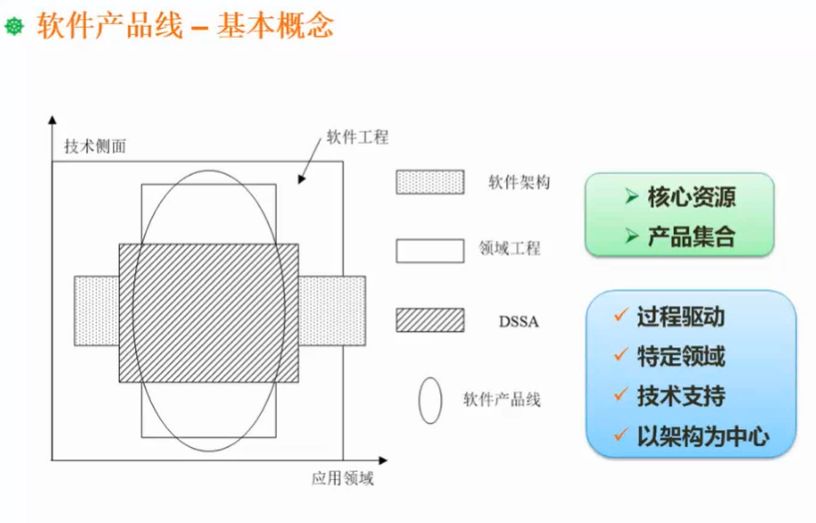 软件产品线 – 基本概念
技术侧面
软件工程
软件架构
领域工程
DSSA
软件产品线
应用领域
核心资源
产品集合
过程驱动
特定领域
技术支持
以架构为中心